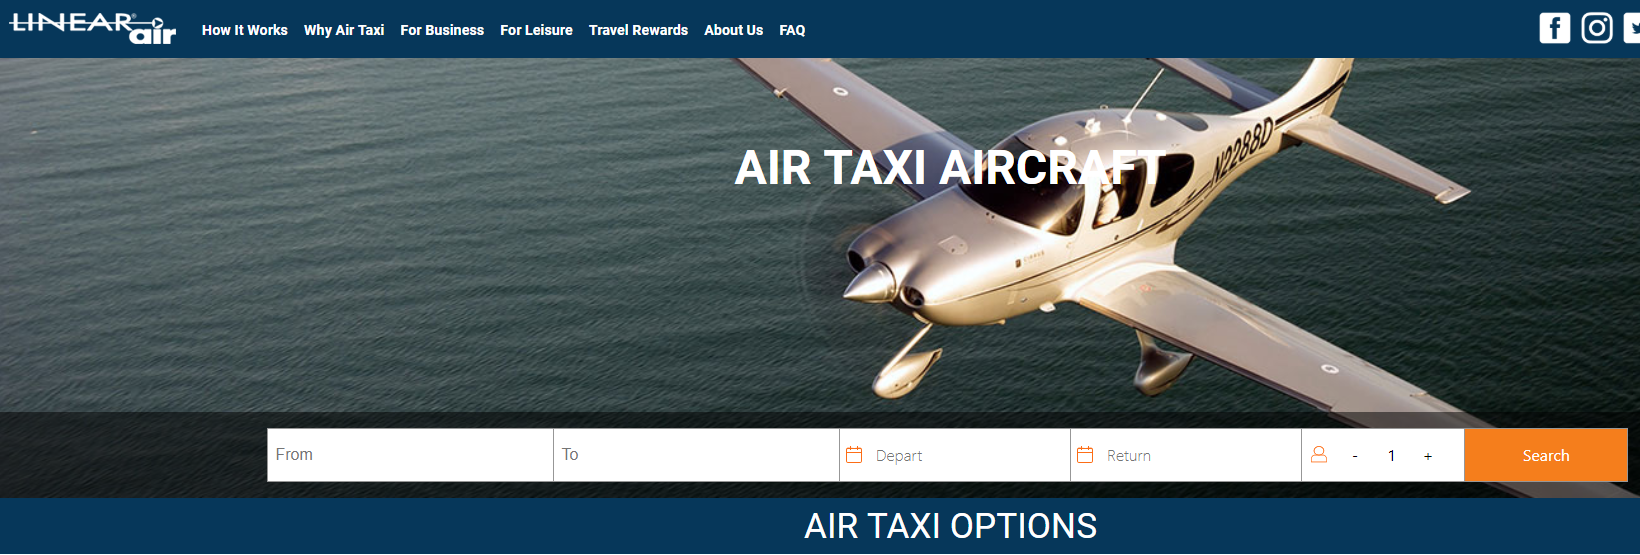 LINEAR air
How It Works Why Air Taxi For Business For Leisure Travel Rewards About Us FAQ
AIR TAXI AIRCRAFT
N2288D
CIRRUS
From To Depart Return - 1 + Search
AIR TAXI OPTIONS